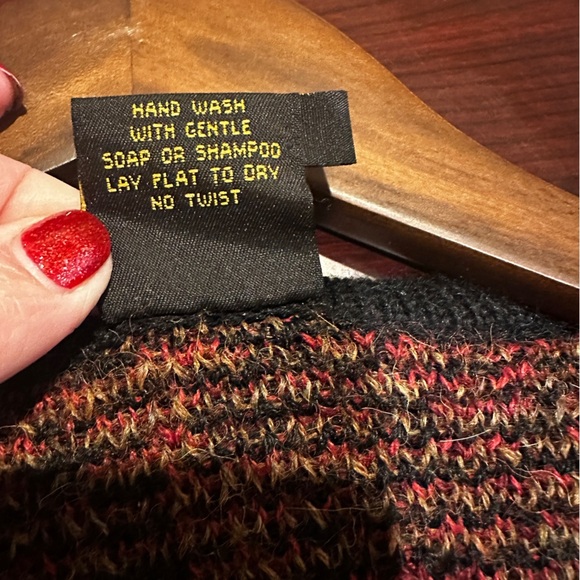 HAND WASH
WITH GENTLE
SOAP OR SHAMPOO
LAY FLAT TO DRY
NO TWIST